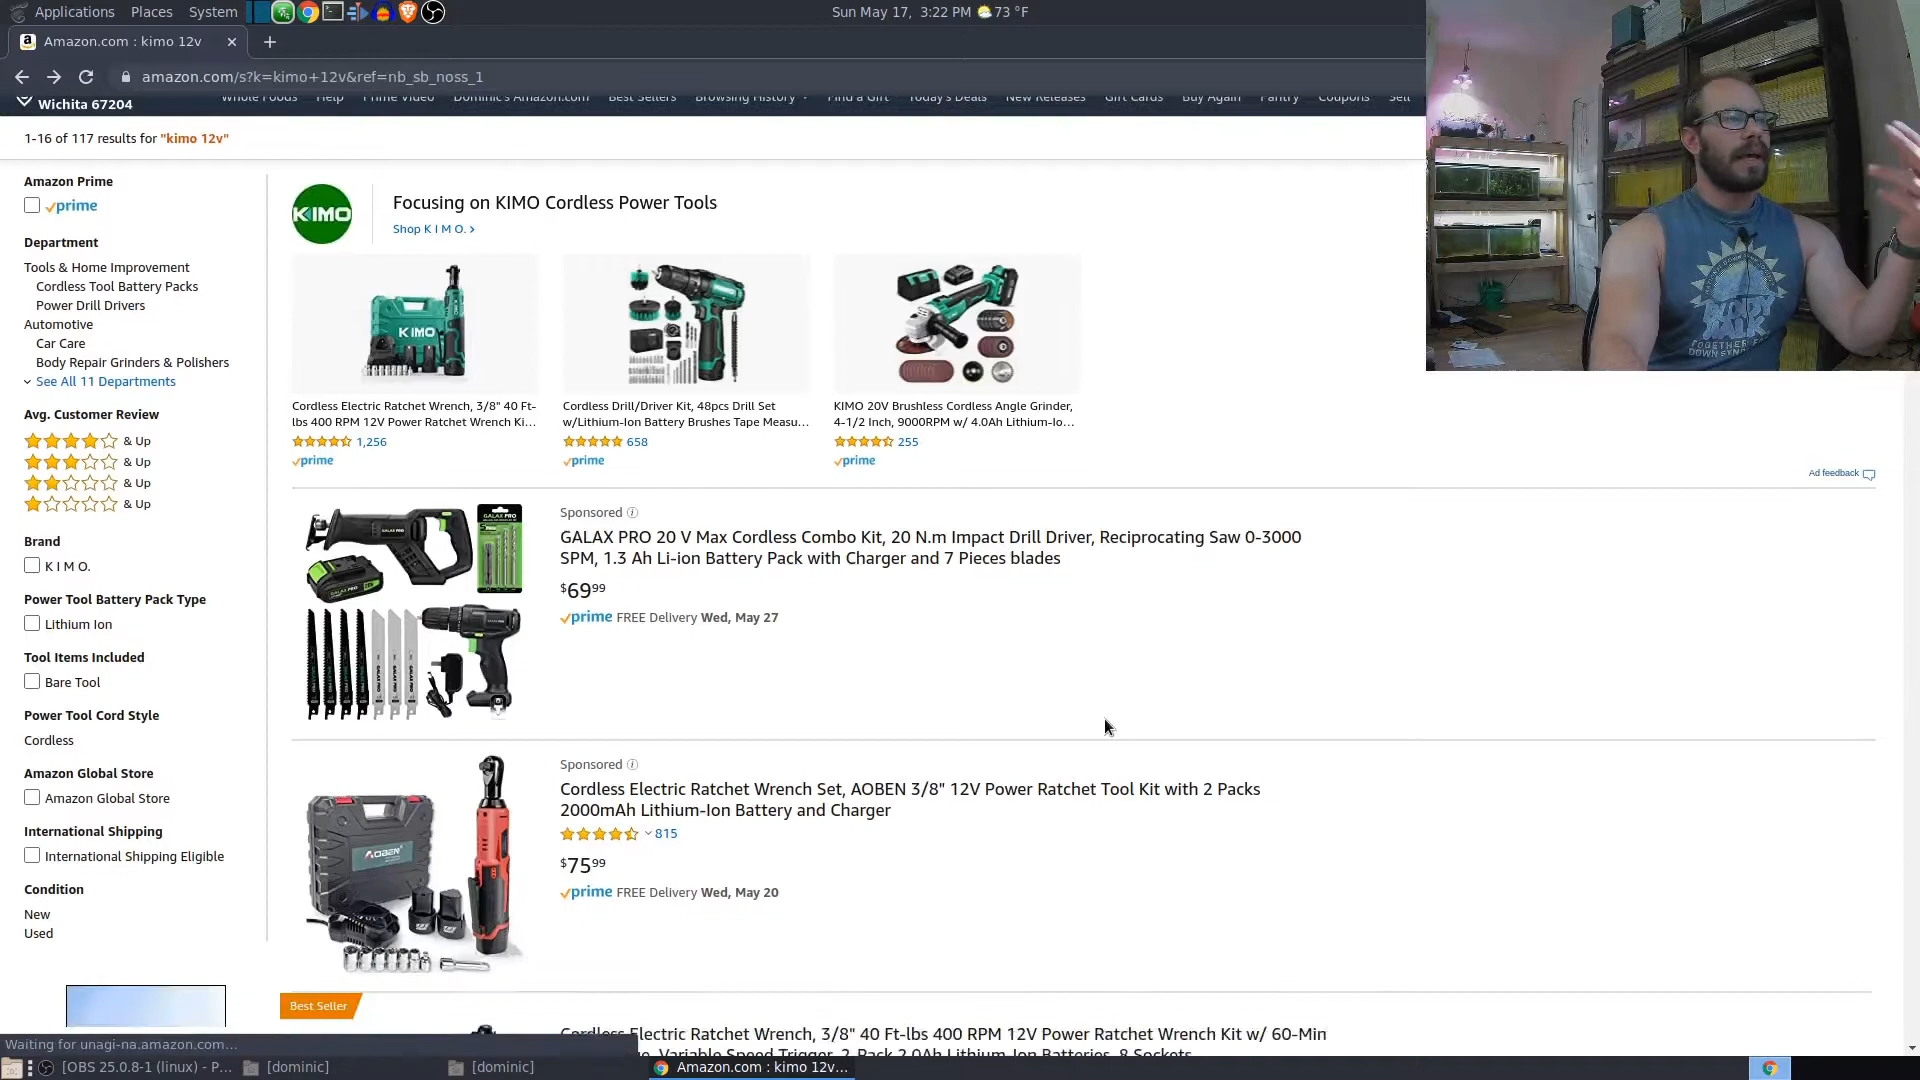 Applications Places System
Sun May 17, 3:22 PM 73 °F
Amazon.com : kimo 12v
amazon.com/s?k=kimo+12v&ref=nb_sb_noss_1
Wichita 67204
Whole Foods Help Prime Video Dominic's Amazon.com Best Sellers Browsing History Find a Gift Today's Deals New Releases Gift Cards Buy Again Pantry Coupons Sell
1-16 of 117 results for "kimo 12v"
Amazon Prime
prime
Department
Tools & Home Improvement
Cordless Tool Battery Packs
Power Drill Drivers
Automotive
Car Care
Body Repair Grinders & Polishers
See All 11 Departments
Avg. Customer Review
& Up
& Up
& Up
& Up
Brand
K I M O.
Power Tool Battery Pack Type
Lithium Ion
Tool Items Included
Bare Tool
Power Tool Cord Style
Cordless
Amazon Global Store
Amazon Global Store
International Shipping
International Shipping Eligible
Condition
New
Used
KIMO
Focusing on KIMO Cordless Power Tools
Shop K I M O. ›
KIMO
Cordless Electric Ratchet Wrench, 3/8" 40 Ft-
lbs 400 RPM 12V Power Ratchet Wrench Ki...
1,256
prime
Cordless Drill/Driver Kit, 48pcs Drill Set
w/Lithium-Ion Battery Brushes Tape Measu...
658
prime
KIMO 20V Brushless Cordless Angle Grinder,
4-1/2 Inch, 9000RPM w/ 4.0Ah Lithium-Io...
255
prime
Ad feedback
GALAX PRO
Sponsored
GALAX PRO 20 V Max Cordless Combo Kit, 20 N.m Impact Drill Driver, Reciprocating Saw 0-3000
SPM, 1.3 Ah Li-ion Battery Pack with Charger and 7 Pieces blades
$69.99
prime FREE Delivery Wed, May 27
AOBEN
Sponsored
Cordless Electric Ratchet Wrench Set, AOBEN 3/8" 12V Power Ratchet Tool Kit with 2 Packs
2000mAh Lithium-Ion Battery and Charger
815
$75.99
prime FREE Delivery Wed, May 20
Best Seller
Cordless Electric Ratchet Wrench, 3/8" 40 Ft-lbs 400 RPM 12V Power Ratchet Wrench Kit w/ 60-Min
Variable Speed Trigger, 2-Pack 2.0Ah Lithium-Ion Batteries, 8 Sockets
Waiting for unagi-na.amazon.com...
[OBS 25.0.8-1 (linux) - P... [dominic] [dominic] Amazon.com : kimo 12v...